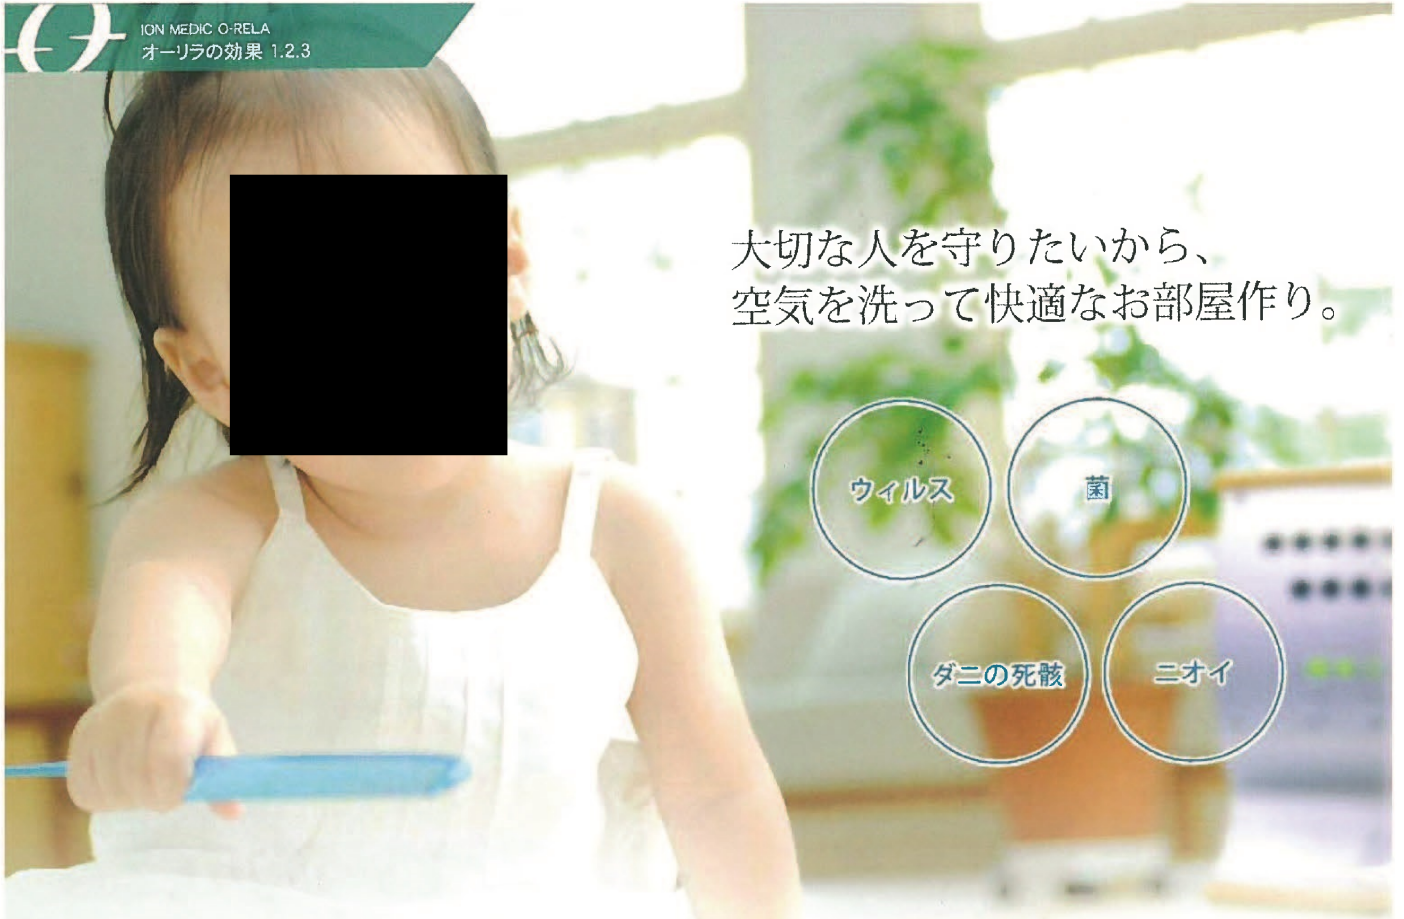 ION MEDIC O-RELA
オーリラの効果 1.2.3
大切な人を守りたいから、
空気を洗って快適なお部屋作り。
ウィルス
菌
ダニの死骸
ニオイ